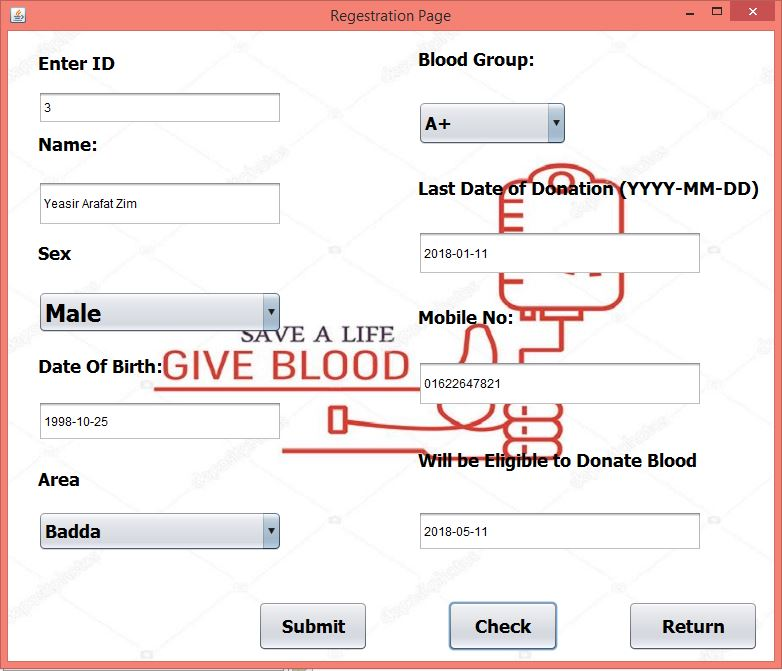 Regestration Page
Enter ID
3
Name:
Yeasir Arafat Zim
Sex
Male
Date Of Birth:
1998-10-25
Area
Badda
Blood Group:
A+
Last Date of Donation (YYYY-MM-DD)
2018-01-11
Mobile No:
01622647821
Will be Eligible to Donate Blood
2018-05-11
SAVE A LIFE
GIVE BLOOD
Submit
Check
Return